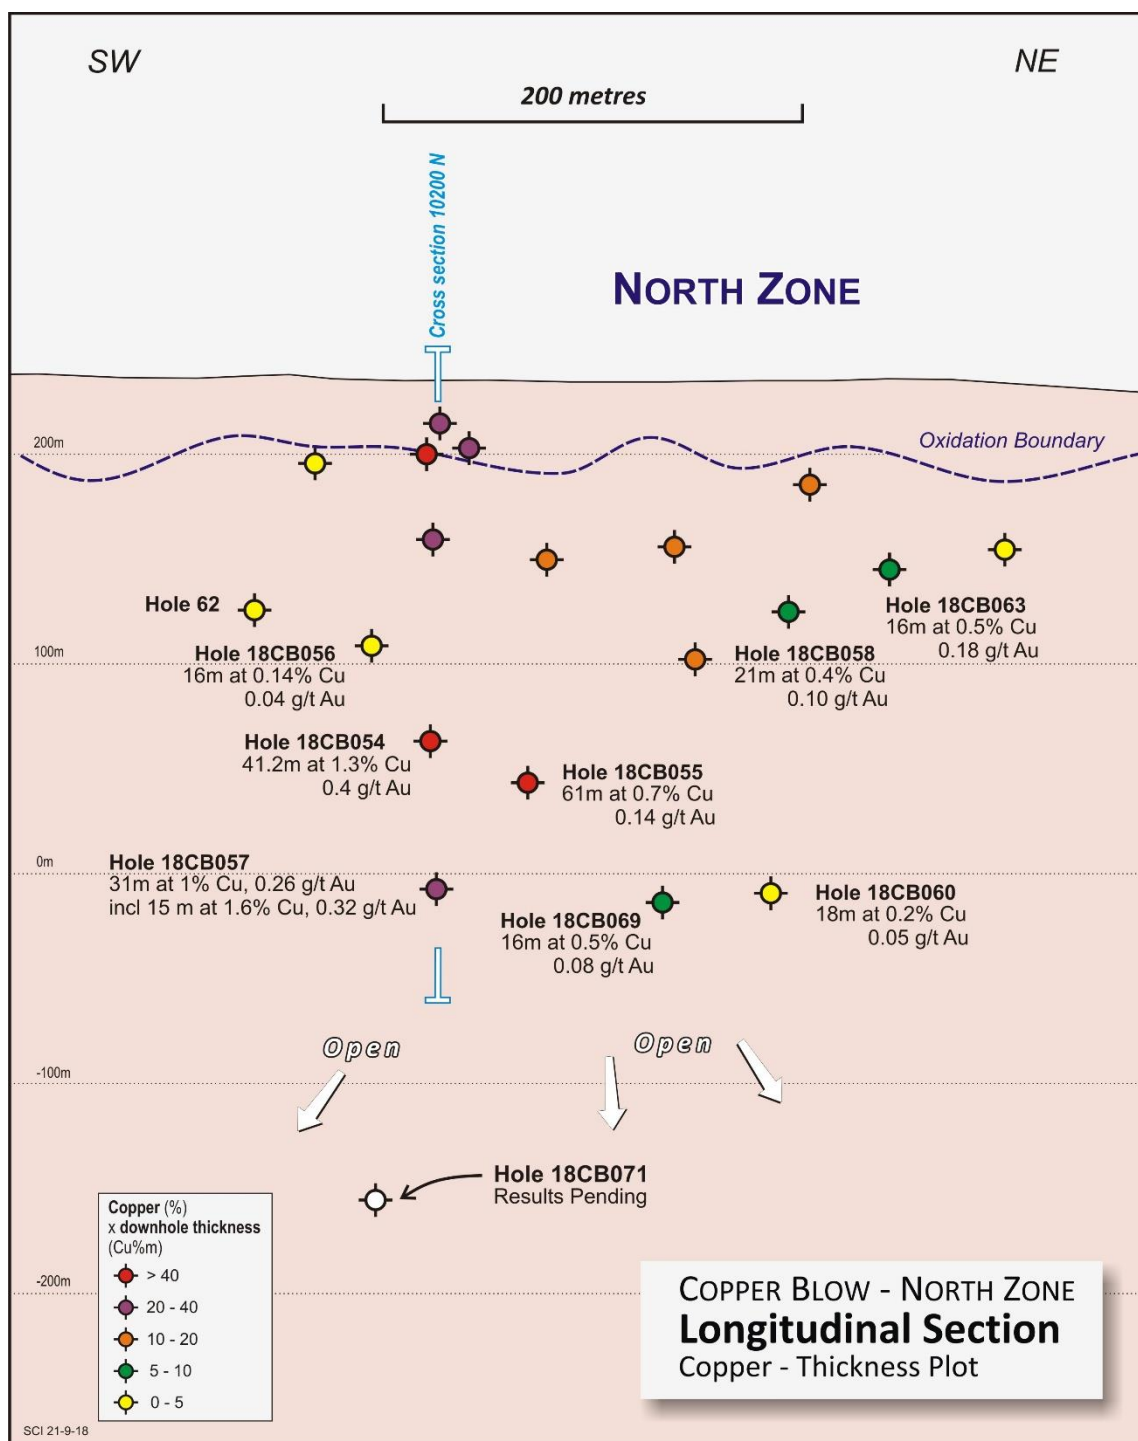 SW
NE
200 metres
Cross section 10200 N
NORTH ZONE
Oxidation Boundary
200m
Hole 62
Hole 18CB063
16m at 0.5% Cu
0.18 g/t Au
Hole 18CB056
16m at 0.14% Cu
0.04 g/t Au
100m
Hole 18CB058
21m at 0.4% Cu
0.10 g/t Au
Hole 18CB054
41.2m at 1.3% Cu
0.4 g/t Au
Hole 18CB055
61m at 0.7% Cu
0.14 g/t Au
0m
Hole 18CB057
31m at 1% Cu, 0.26 g/t Au
incl 15 m at 1.6% Cu, 0.32 g/t Au
Hole 18CB069
16m at 0.5% Cu
0.08 g/t Au
Hole 18CB060
18m at 0.2% Cu
0.05 g/t Au
Open
Open
-100m
Hole 18CB071
Results Pending
Copper (%)
x downhole thickness
(Cu%m)
> 40
20 - 40
10 - 20
5 - 10
0 - 5
-200m
COPPER BLOW - NORTH ZONE
Longitudinal Section
Copper - Thickness Plot
SCI 21-9-18